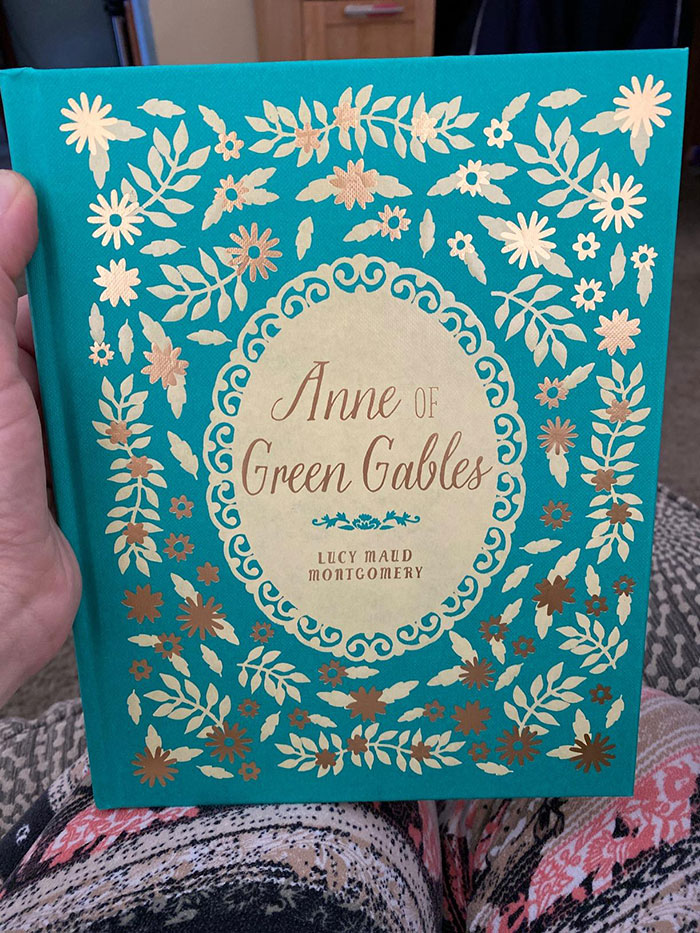 Anne OF
Green Gables
LUCY MAUD
MONTGOMERY